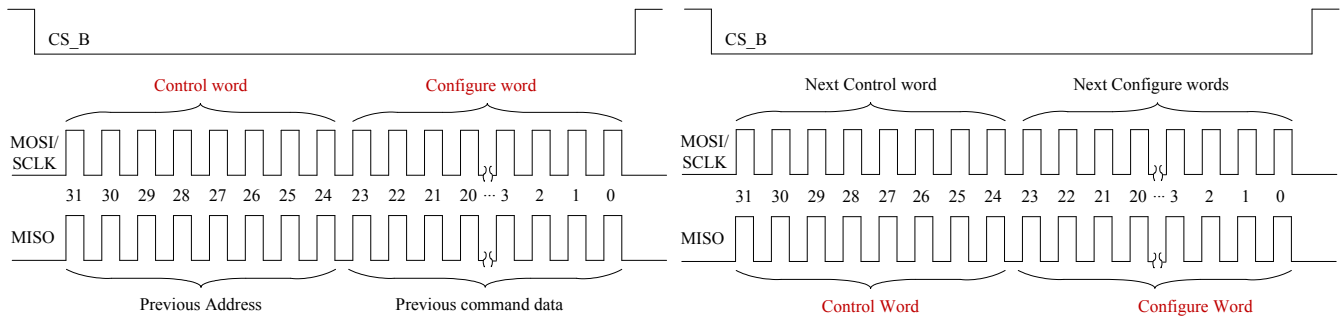 CS_B
Control word Configure word
MOSI/
SCLK
31 30 29 28 27 26 25 24 23 22 21 20 ... 3 2 1 0
MISO
Previous Address Previous command data
CS_B
Next Control word Next Configure words
MOSI/
SCLK
31 30 29 28 27 26 25 24 23 22 21 20 ... 3 2 1 0
MISO
Control Word Configure Word